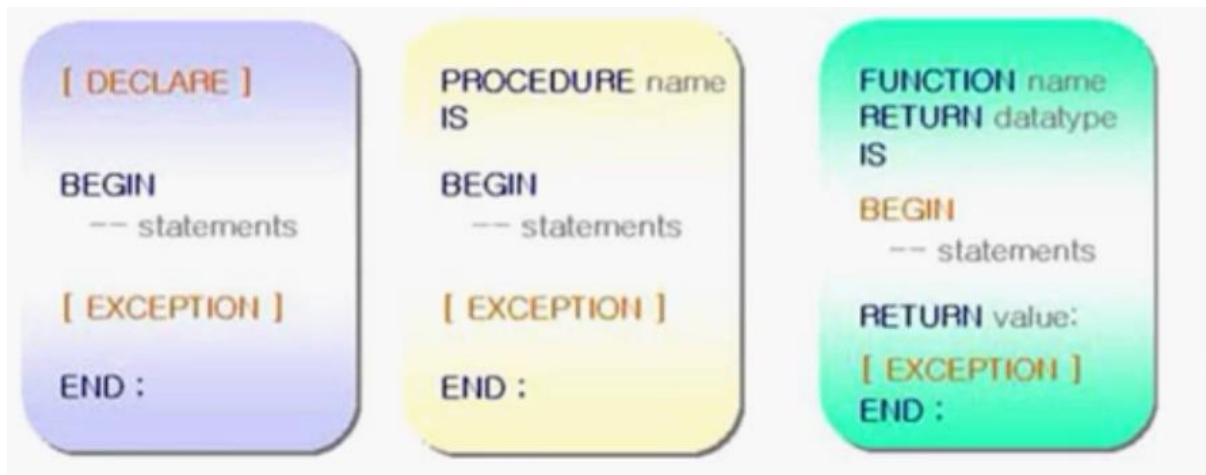 [ DECLARE ]
BEGIN
-- statements
[ EXCEPTION ]
END :
PROCEDURE name
IS
BEGIN
-- statements
[ EXCEPTION ]
END :
FUNCTION name
RETURN datatype
IS
BEGIN
-- statements
RETURN value:
[ EXCEPTION ]
END :